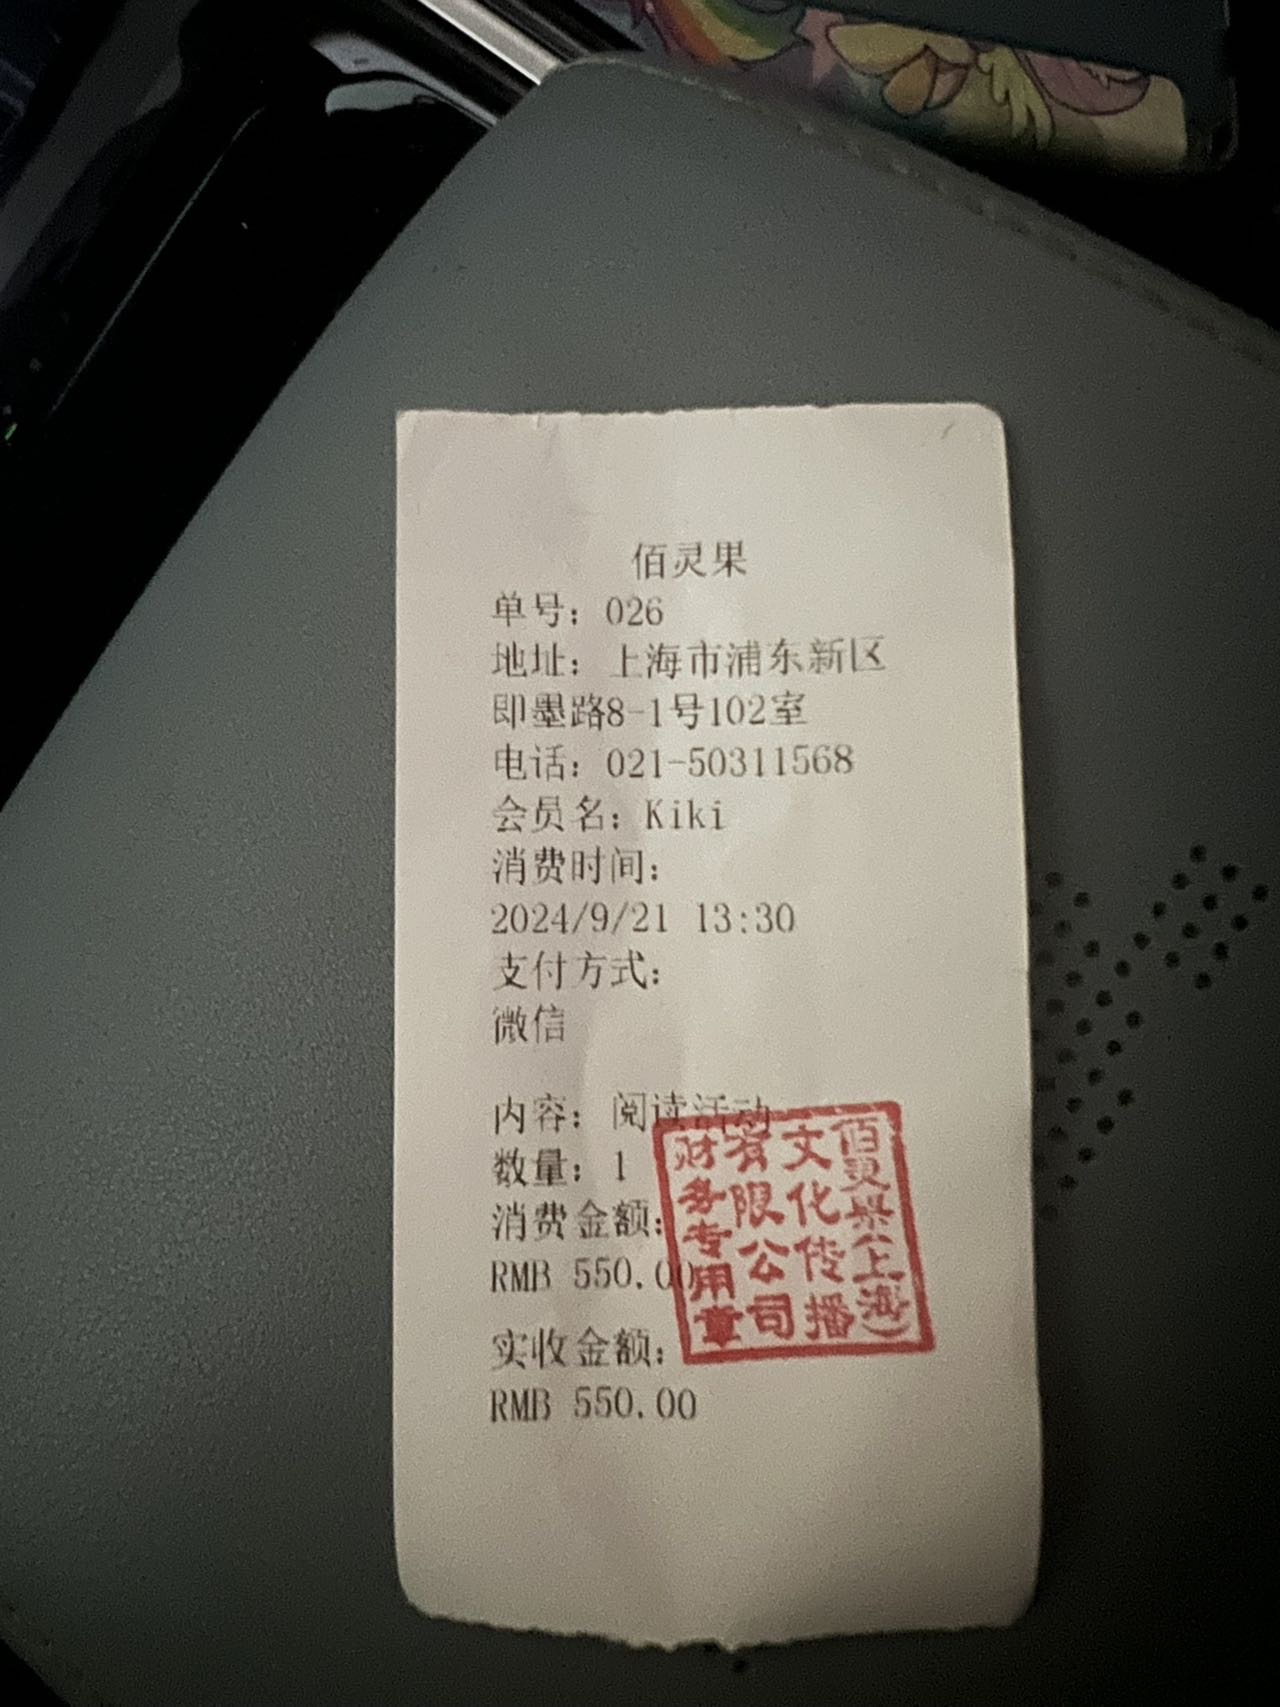 佰灵果
单号：026
地址：上海市浦东新区
即墨路8-1号102室
电话：021-50311568
会员名：Kiki
消费时间：
2024/9/21 13:30
支付方式：
微信
内容：阅读活动
数量：1
消费金额：
RMB 550.00
实收金额：
RMB 550.00
佰灵果（上海）
文化传播
有限公司
财务专用章